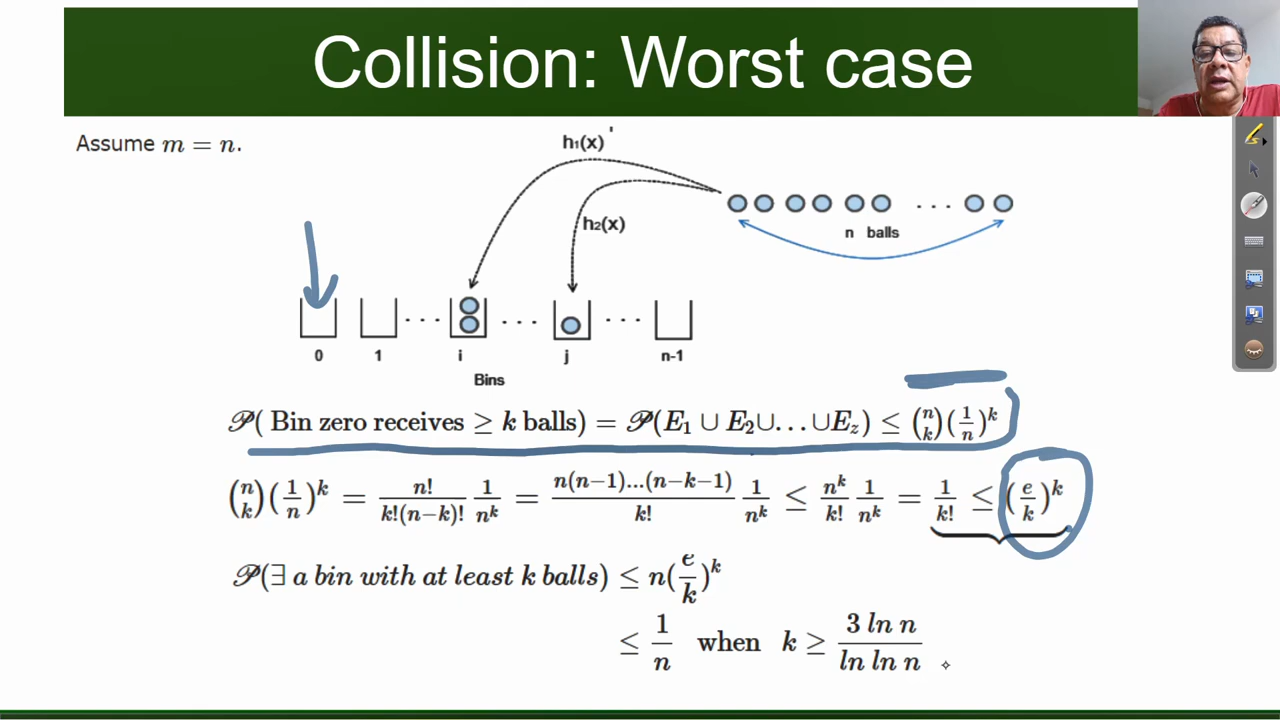 Collision: Worst case
Assume m = n.
h₁(x)
h₂(x)
n balls
0 1 i j n-1
Bins
𝒫( Bin zero receives ≥ k balls) = 𝒫(E₁ ∪ E₂∪...∪E_z) ≤ (n k)(1/n)^k
(n k)(1/n)^k = n!/(k!(n−k)!) 1/n^k = n(n−1)...(n−k−1)/k! 1/n^k ≤ n^k/k! 1/n^k = 1/k! ≤ (e/k)^k
𝒫(∃ a bin with at least k balls) ≤ n(e/k)^k
≤ 1/n when k ≥ 3 ln n / ln ln n